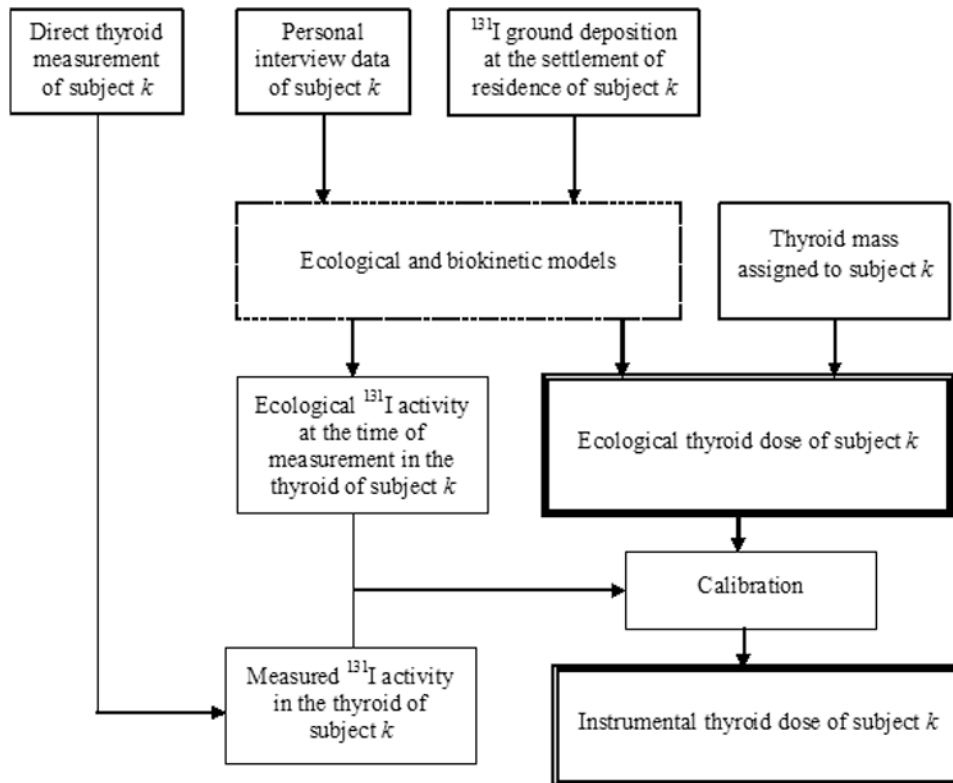 Direct thyroid
measurement
of subject k
Personal
interview data
of subject k
¹³¹I ground deposition
at the settlement of
residence of subject k
Ecological and biokinetic models
Thyroid mass
assigned to subject k
Ecological ¹³¹I activity
at the time of
measurement in the
thyroid of subject k
Ecological thyroid dose of subject k
Calibration
Measured ¹³¹I activity
in the thyroid of
subject k
Instrumental thyroid dose of subject k